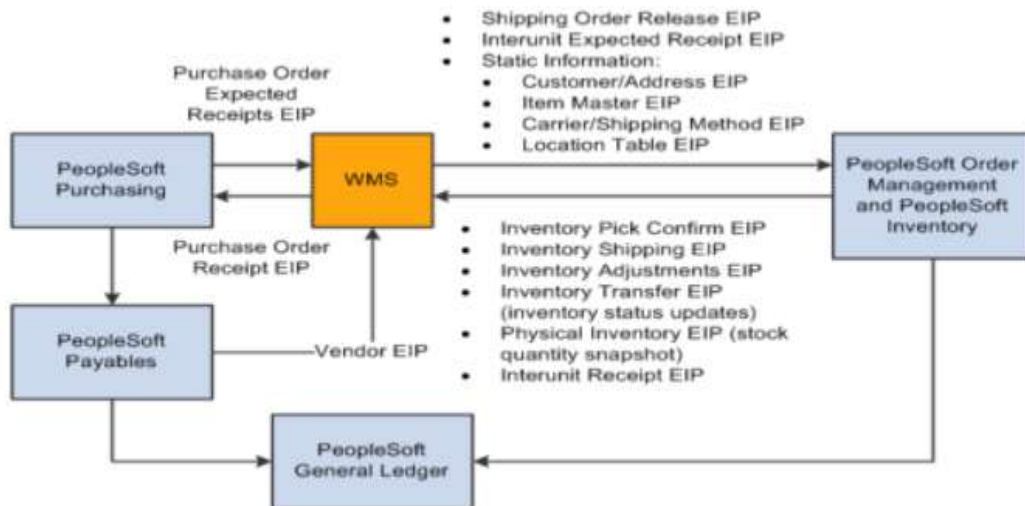 • Shipping Order Release EIP
• Interunit Expected Receipt EIP
• Static Information:
• Customer/Address EIP
• Item Master EIP
• Carrier/Shipping Method EIP
• Location Table EIP
Purchase Order
Expected
Receipts EIP
PeopleSoft
Purchasing
WMS
PeopleSoft Order
Management
and PeopleSoft
Inventory
Purchase Order
Receipt EIP
• Inventory Pick Confirm EIP
• Inventory Shipping EIP
• Inventory Adjustments EIP
• Inventory Transfer EIP
(inventory status updates)
• Physical Inventory EIP (stock
quantity snapshot)
• Interunit Receipt EIP
PeopleSoft
Payables
Vendor EIP
PeopleSoft
General Ledger